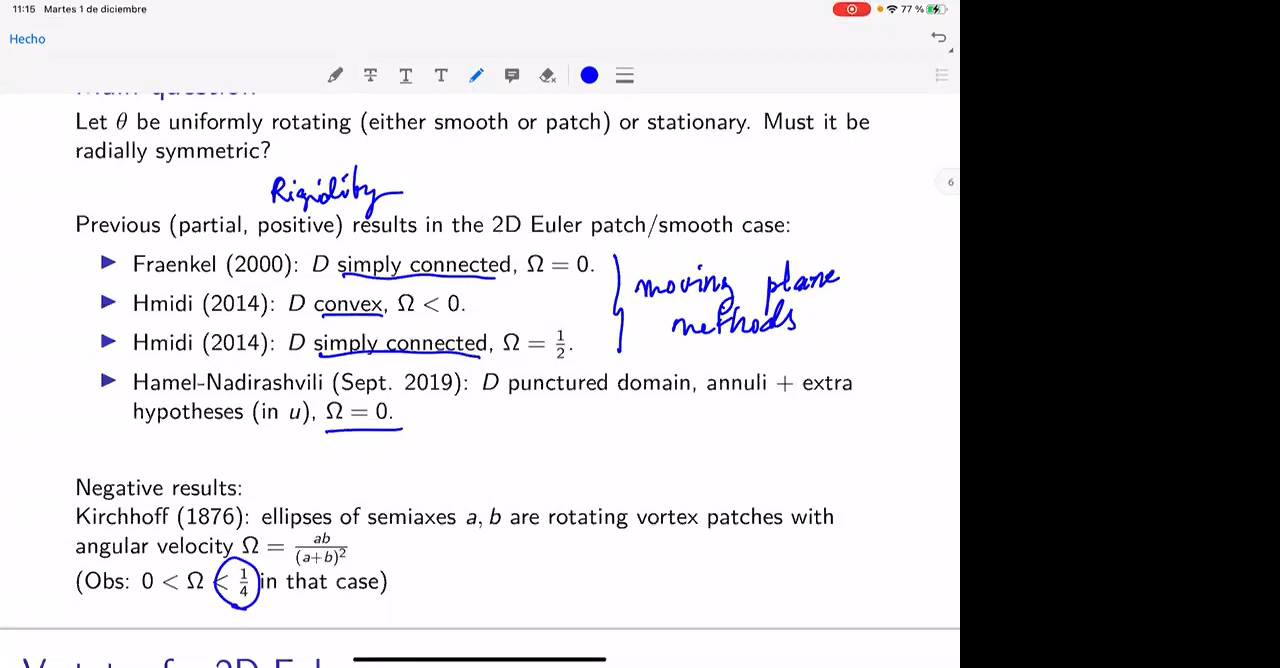 11:15 Martes 1 de diciembre
77 %
Hecho
Main question
Let θ be uniformly rotating (either smooth or patch) or stationary. Must it be
radially symmetric?
6
Rigidity
Previous (partial, positive) results in the 2D Euler patch/smooth case:
▶ Fraenkel (2000): D simply connected, Ω = 0.
▶ Hmidi (2014): D convex, Ω < 0.
moving plane
methods
▶ Hmidi (2014): D simply connected, Ω = 1/2.
▶ Hamel-Nadirashvili (Sept. 2019): D punctured domain, annuli + extra
hypotheses (in u), Ω = 0.
Negative results:
Kirchhoff (1876): ellipses of semiaxes a, b are rotating vortex patches with
angular velocity Ω = ab/(a+b)²
(Obs: 0 < Ω < 1/4 in that case)